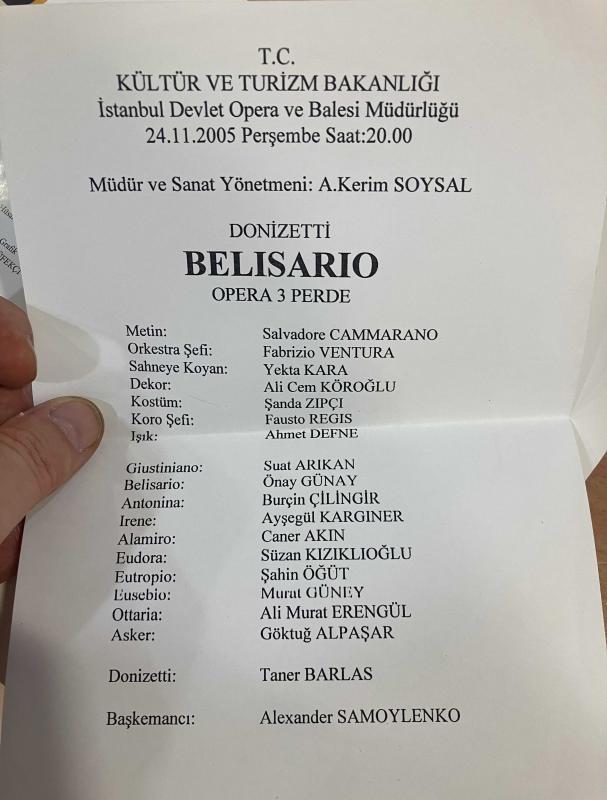 T.C.
KÜLTÜR VE TURİZM BAKANLIĞI
İstanbul Devlet Opera ve Balesi Müdürlüğü
24.11.2005 Perşembe Saat:20.00
Müdür ve Sanat Yönetmeni: A.Kerim SOYSAL
DONİZETTİ
BELISARIO
OPERA 3 PERDE
Metin: Salvadore CAMMARANO
Orkestra Şefi: Fabrizio VENTURA
Sahneye Koyan: Yekta KARA
Dekor: Ali Cem KÖROĞLU
Kostüm: Şanda ZIPÇI
Koro Şefi: Fausto REGIS
Işık: Ahmet DEFNE
Giustiniano: Suat ARIKAN
Belisario: Önay GÜNAY
Antonina: Burçin ÇİLİNGİR
Irene: Ayşegül KARGINER
Alamiro: Caner AKIN
Eudora: Süzan KIZIKLIOĞLU
Eutropio: Şahin ÖĞÜT
Eusebio: Murat GÜNEY
Ottaria: Ali Murat ERENGÜL
Asker: Göktuğ ALPAŞAR
Donizetti: Taner BARLAS
Başkemancı: Alexander SAMOYLENKO
Grafik